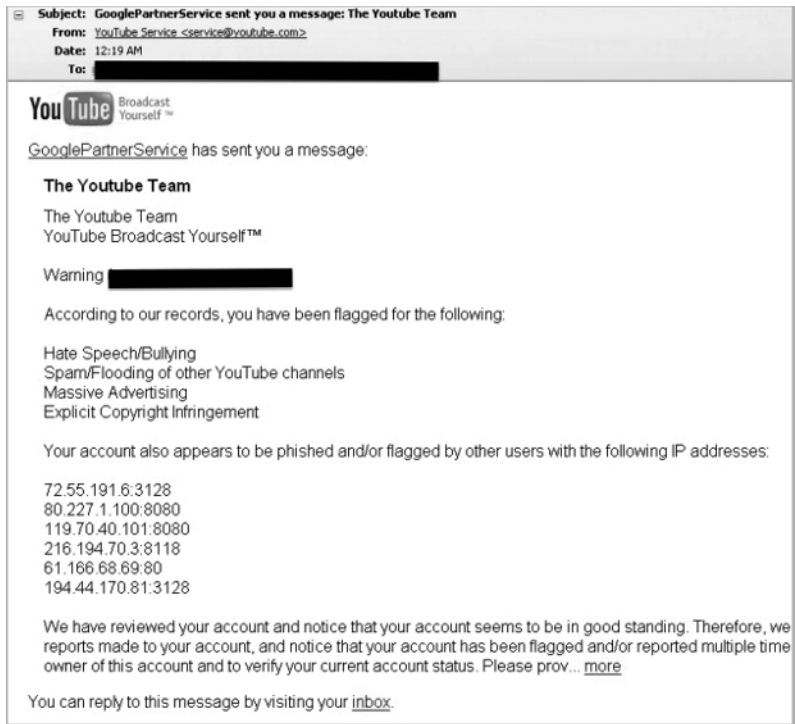 Subject: GooglePartnerService sent you a message: The Youtube Team
From: YouTube Service <service@youtube.com>
Date: 12:19 AM
To:
YouTube Broadcast
Yourself ™
GooglePartnerService has sent you a message:
The Youtube Team
The Youtube Team
YouTube Broadcast Yourself™
Warning
According to our records, you have been flagged for the following:
Hate Speech/Bullying
Spam/Flooding of other YouTube channels
Massive Advertising
Explicit Copyright Infringement
Your account also appears to be phished and/or flagged by other users with the following IP addresses:
72.55.191.6:3128
80.227.1.100:8080
119.70.40.101:8080
216.194.70.3:8118
61.166.68.69:80
194.44.170.81:3128
We have reviewed your account and notice that your account seems to be in good standing. Therefore, we
reports made to your account, and notice that your account has been flagged and/or reported multiple time
owner of this account and to verify your current account status. Please prov... more
You can reply to this message by visiting your inbox.